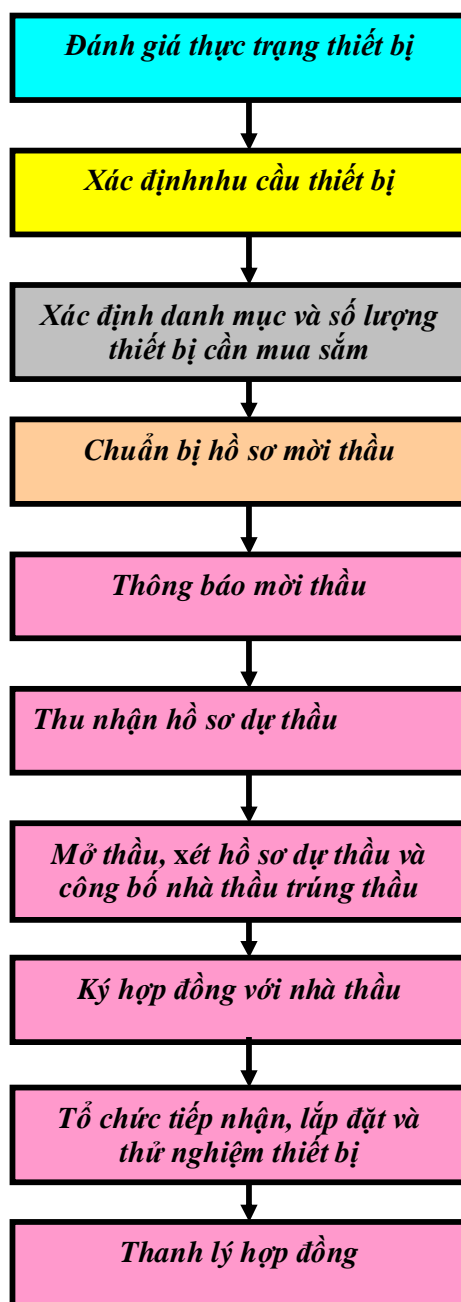 Đánh giá thực trạng thiết bị
Xác địnhnhu cầu thiết bị
Xác định danh mục và số lượng
thiết bị cần mua sắm
Chuẩn bị hồ sơ mời thầu
Thông báo mời thầu
Thu nhận hồ sơ dự thầu
Mở thầu, xét hồ sơ dự thầu và
công bố nhà thầu trúng thầu
Ký hợp đồng với nhà thầu
Tổ chức tiếp nhận, lắp đặt và
thử nghiệm thiết bị
Thanh lý hợp đồng